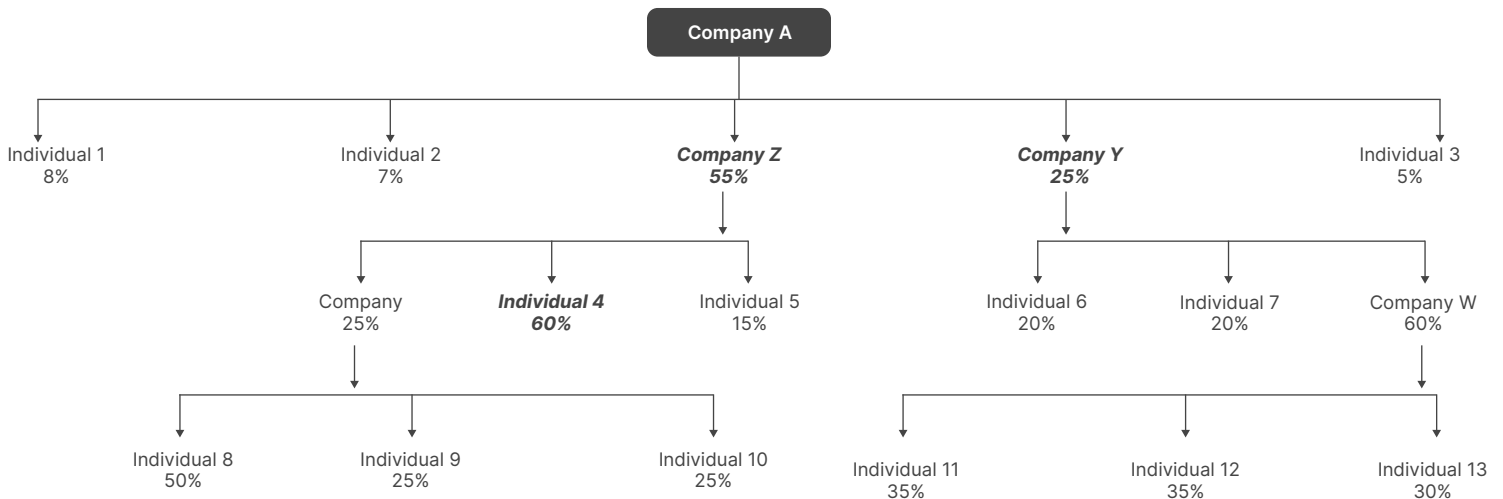 Company A
Individual 1
8%
Individual 2
7%
Company Z
55%
Company Y
25%
Individual 3
5%
Company
25%
Individual 4
60%
Individual 5
15%
Individual 6
20%
Individual 7
20%
Company W
60%
Individual 8
50%
Individual 9
25%
Individual 10
25%
Individual 11
35%
Individual 12
35%
Individual 13
30%